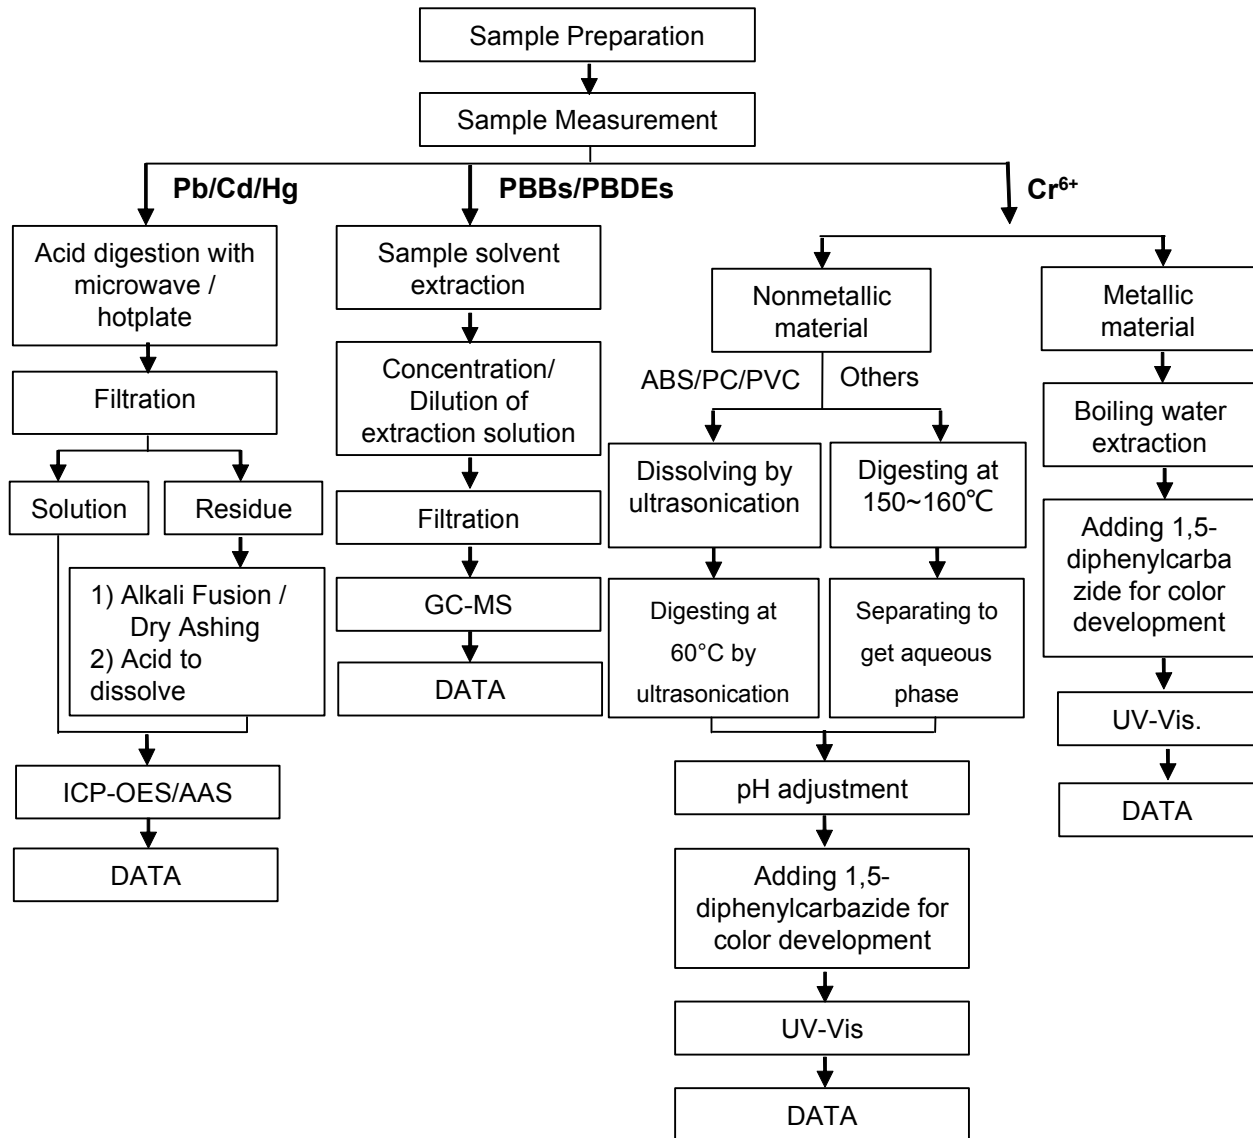 Sample Preparation
Sample Measurement
Pb/Cd/Hg
PBBs/PBDEs
Cr⁶⁺
Acid digestion with
microwave /
hotplate
Filtration
Solution
Residue
1) Alkali Fusion /
Dry Ashing
2) Acid to
dissolve
ICP-OES/AAS
DATA
Sample solvent
extraction
Concentration/
Dilution of
extraction solution
Filtration
GC-MS
DATA
Nonmetallic
material
ABS/PC/PVC
Others
Dissolving by
ultrasonication
Digesting at
150~160℃
Digesting at
60°C by
ultrasonication
Separating to
get aqueous
phase
pH adjustment
Adding 1,5-
diphenylcarbazide for
color development
UV-Vis
DATA
Metallic
material
Boiling water
extraction
Adding 1,5-
diphenylcarba
zide for color
development
UV-Vis.
DATA